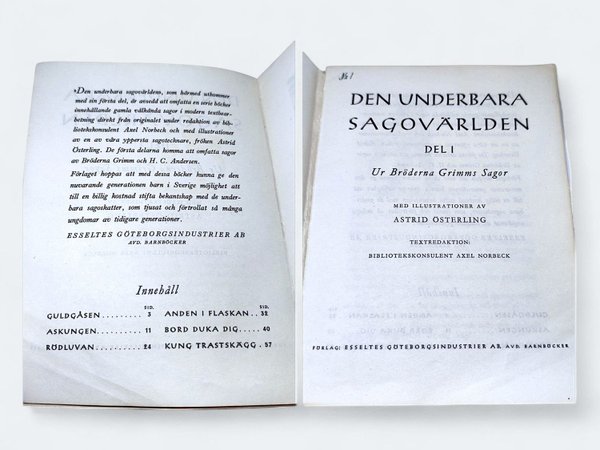 »Den underbara sagovärlden, som härmed utkommer
med sin första del, är avsedd att omfatta en serie böcker
innehållande gamla välkända sagor i modern textbear-
betning direkt från originalet under redaktion av bib-
liotekskonsulent Axel Norbeck och med illustrationer
av en av våra yppersta sagotecknare, fröken Astrid
Österling. De första delarna komma att omfatta sagor
av Bröderna Grimm och H. C. Andersen.
Förlaget hoppas att med dessa böcker kunna ge den
nuvarande generationen barn i Sverige möjlighet att
till en billig kostnad stifta bekantskap med de under-
bara sagoskatter, som tjusat och förtrollat så många
ungdomar av tidigare generationer.
ESSELTES GÖTEBORGSINDUSTRIER AB
AVD. BARNBÖCKER
Innehåll
SID.
GULDGÅSEN 3
ASKUNGEN 11
RÖDLUVAN 24
SID.
ANDEN I FLASKAN 32
BORD DUKA DIG 40
KUNG TRASTSKÄGG 57
DEN UNDERBARA
SAGOVÄRLDEN
DEL I
Ur Bröderna Grimms Sagor
MED ILLUSTRATIONER AV
ASTRID ÖSTERLING
TEXTREDAKTION:
BIBLIOTEKSKONSULENT AXEL NORBECK
FÖRLAG: ESSELTES GÖTEBORGSINDUSTRIER AB, AVD. BARNBÖCKER